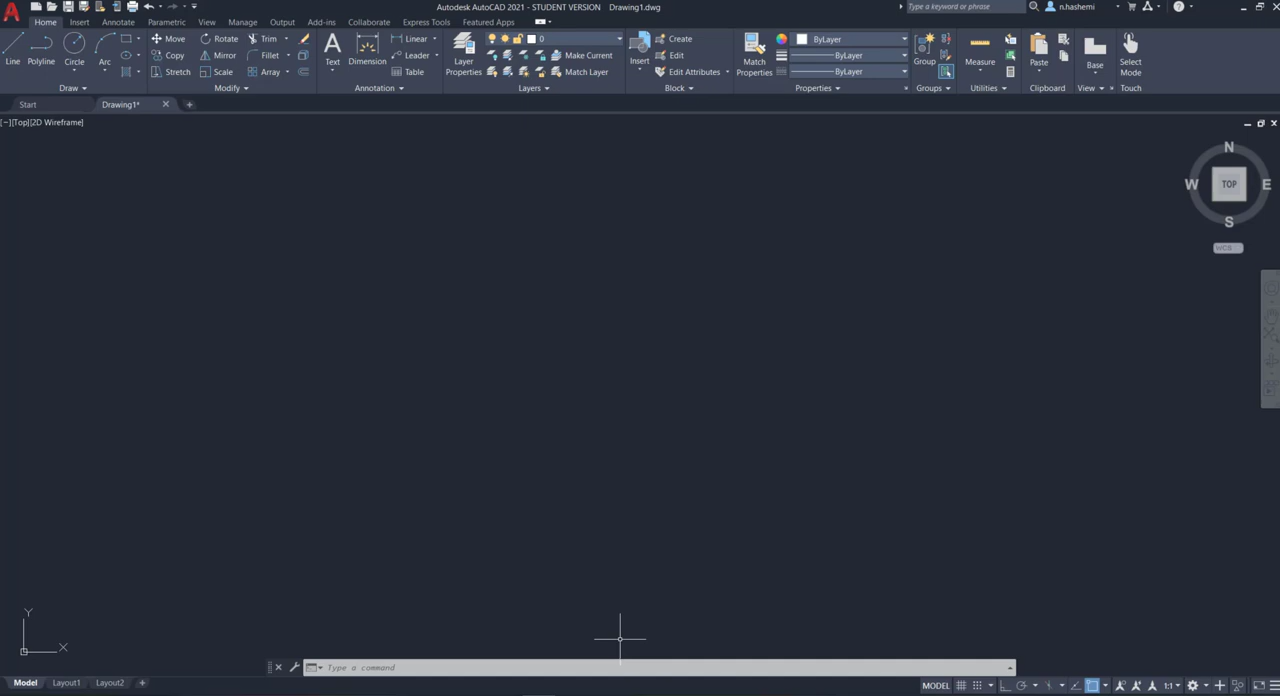 Autodesk AutoCAD 2021 - STUDENT VERSION Drawing1.dwg
Type a keyword or phrase
n.hashemi
Home Insert Annotate Parametric View Manage Output Add-ins Collaborate Express Tools Featured Apps
Line Polyline Circle Arc
Move Rotate Trim
Copy Mirror Fillet
Stretch Scale Array
Text Dimension
Linear
Leader
Table
Layer
Properties
0
Make Current
Match Layer
Insert
Create
Edit
Edit Attributes
Match
Properties
ByLayer
ByLayer
ByLayer
Group
Measure
Paste
Base
Select
Mode
Draw Modify Annotation Layers Block Properties Groups Utilities Clipboard View Touch
Start Drawing1*
[−][Top][2D Wireframe]
N
W TOP E
S
WCS
Y
X
Type a command
Model Layout1 Layout2
MODEL 1:1